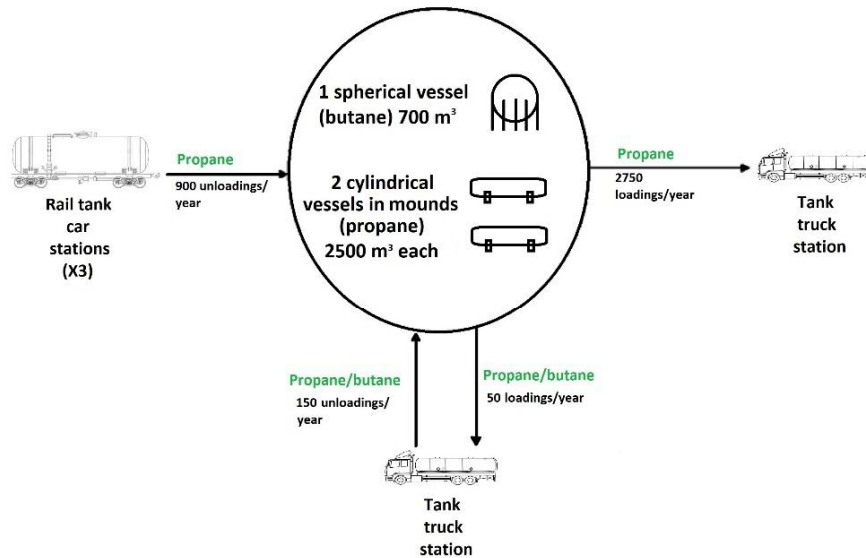 1 spherical vessel
(butane) 700 m³
2 cylindrical
vessels in mounds
(propane)
2500 m³ each
Propane
900 unloadings/
year
Rail tank
car
stations
(X3)
Propane
2750
loadings/year
Tank
truck
station
Propane/butane
150 unloadings/
year
Propane/butane
50 loadings/year
Tank
truck
station